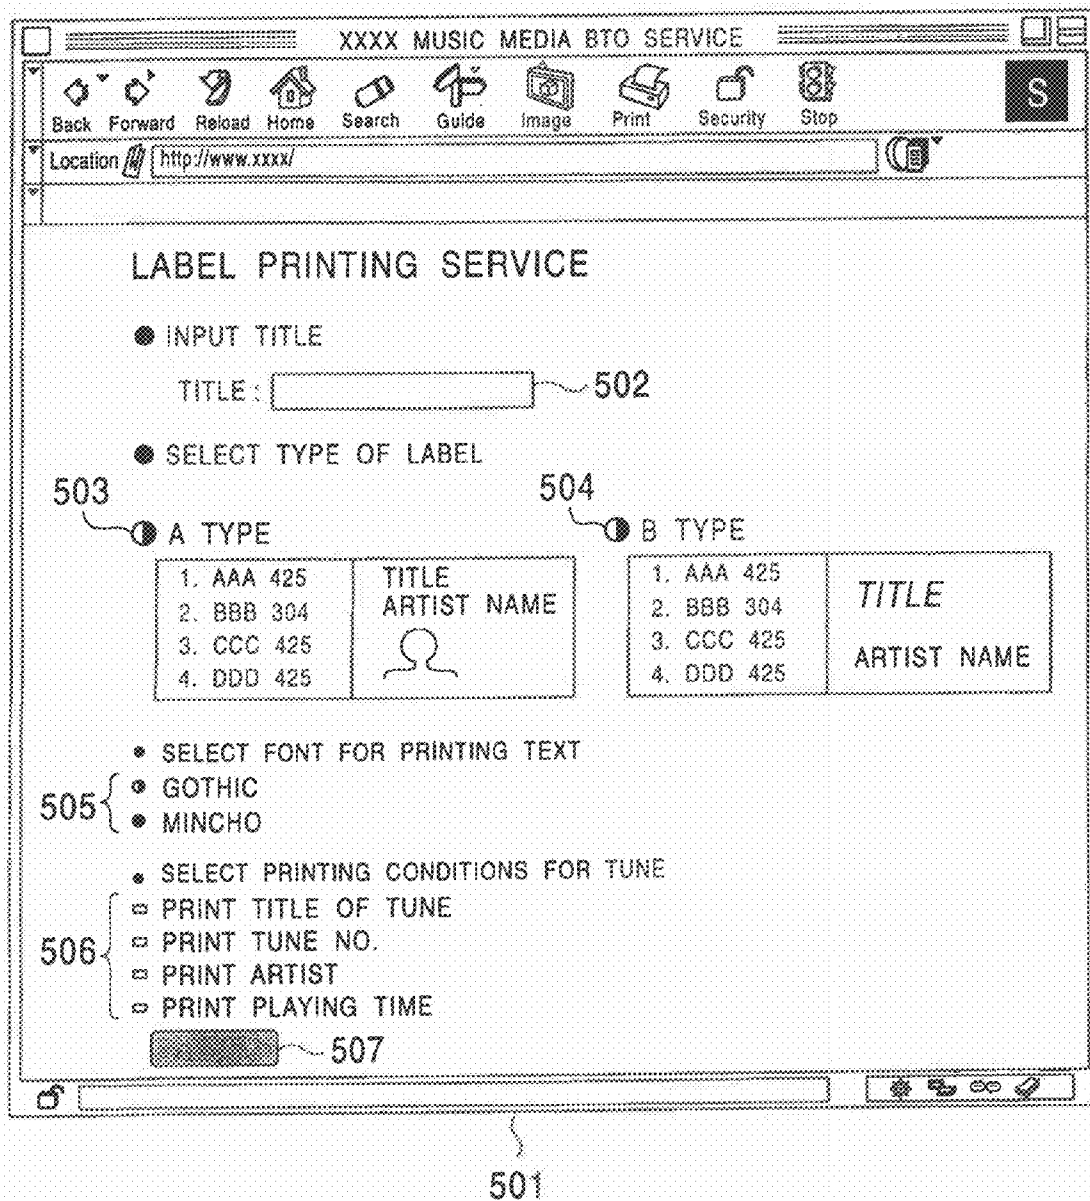 XXXX MUSIC MEDIA BTO SERVICE
Back Forward Reload Home Search Guide Image Print Security Stop
S
Location http://www.xxxx/
LABEL PRINTING SERVICE
● INPUT TITLE
TITLE : 502
● SELECT TYPE OF LABEL
503 504
A TYPE B TYPE
1. AAA 425 TITLE 1. AAA 425 TITLE
2. BBB 304 ARTIST NAME 2. BBB 304
3. CCC 425 3. CCC 425 ARTIST NAME
4. DDD 425 4. DDD 425
• SELECT FONT FOR PRINTING TEXT
505 GOTHIC
MINCHO
• SELECT PRINTING CONDITIONS FOR TUNE
PRINT TITLE OF TUNE
506 PRINT TUNE NO.
PRINT ARTIST
PRINT PLAYING TIME
507
501